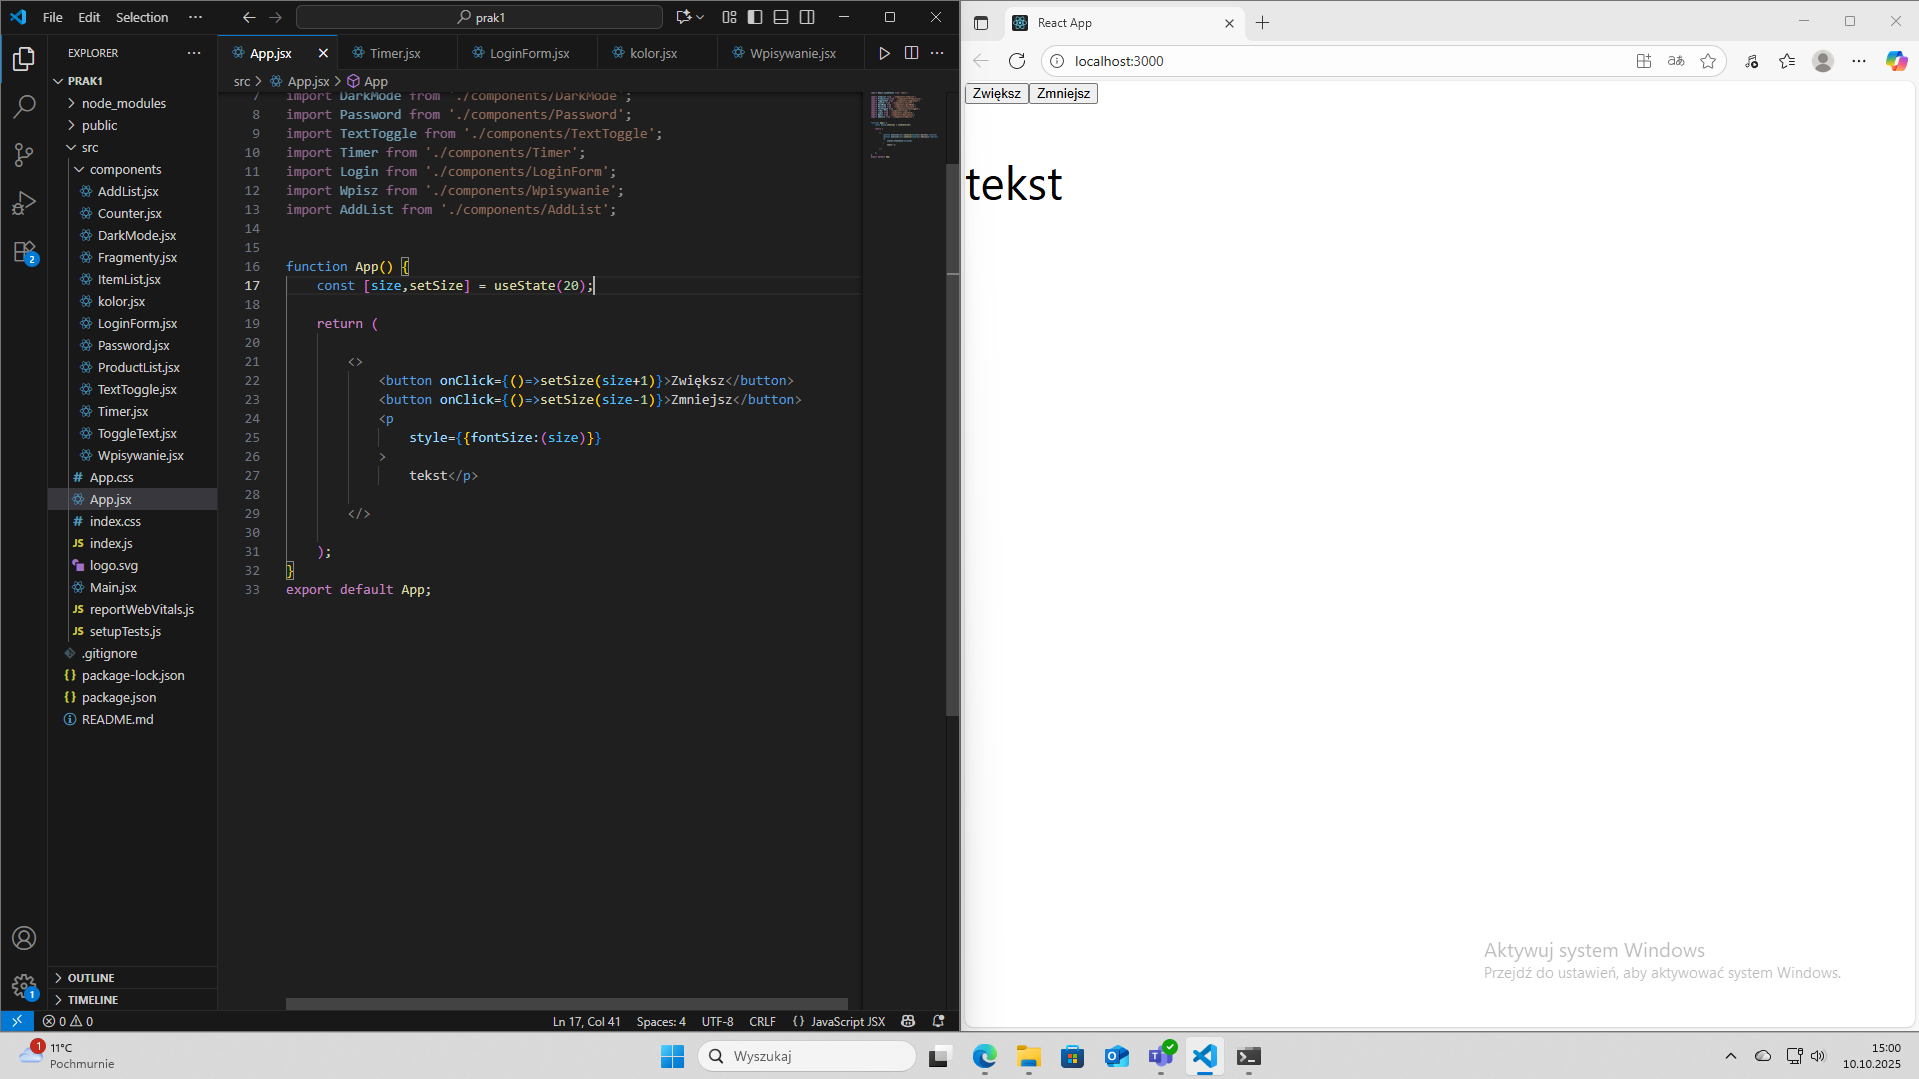 File Edit Selection ···
prak1
EXPLORER
PRAK1
node_modules
public
src
components
AddList.jsx
Counter.jsx
DarkMode.jsx
Fragmenty.jsx
ItemList.jsx
kolor.jsx
LoginForm.jsx
Password.jsx
ProductList.jsx
TextToggle.jsx
Timer.jsx
ToggleText.jsx
Wpisywanie.jsx
# App.css
App.jsx
# index.css
JS index.js
logo.svg
Main.jsx
JS reportWebVitals.js
JS setupTests.js
.gitignore
{} package-lock.json
{} package.json
README.md
OUTLINE
TIMELINE
2
1
App.jsx Timer.jsx LoginForm.jsx kolor.jsx Wpisywanie.jsx
src > App.jsx > App
7 import DarkMode from './components/DarkMode';
8 import Password from './components/Password';
9 import TextToggle from './components/TextToggle';
10 import Timer from './components/Timer';
11 import Login from './components/LoginForm';
12 import Wpisz from './components/Wpisywanie';
13 import AddList from './components/AddList';
14
15
16 function App() {
17 const [size,setSize] = useState(20);
18
19 return (
20
21 <>
22 <button onClick={()=>setSize(size+1)}>Zwiększ</button>
23 <button onClick={()=>setSize(size-1)}>Zmniejsz</button>
24 <p
25 style={{fontSize:(size)}}
26 >
27 tekst</p>
28
29 </>
30
31 );
32 }
33 export default App;
0 0
Ln 17, Col 41 Spaces: 4 UTF-8 CRLF {} JavaScript JSX
React App
localhost:3000
Zwiększ Zmniejsz
tekst
Aktywuj system Windows
Przejdź do ustawień, aby aktywować system Windows.
1
11°C
Pochmurnie
Wyszukaj
15:00
10.10.2025